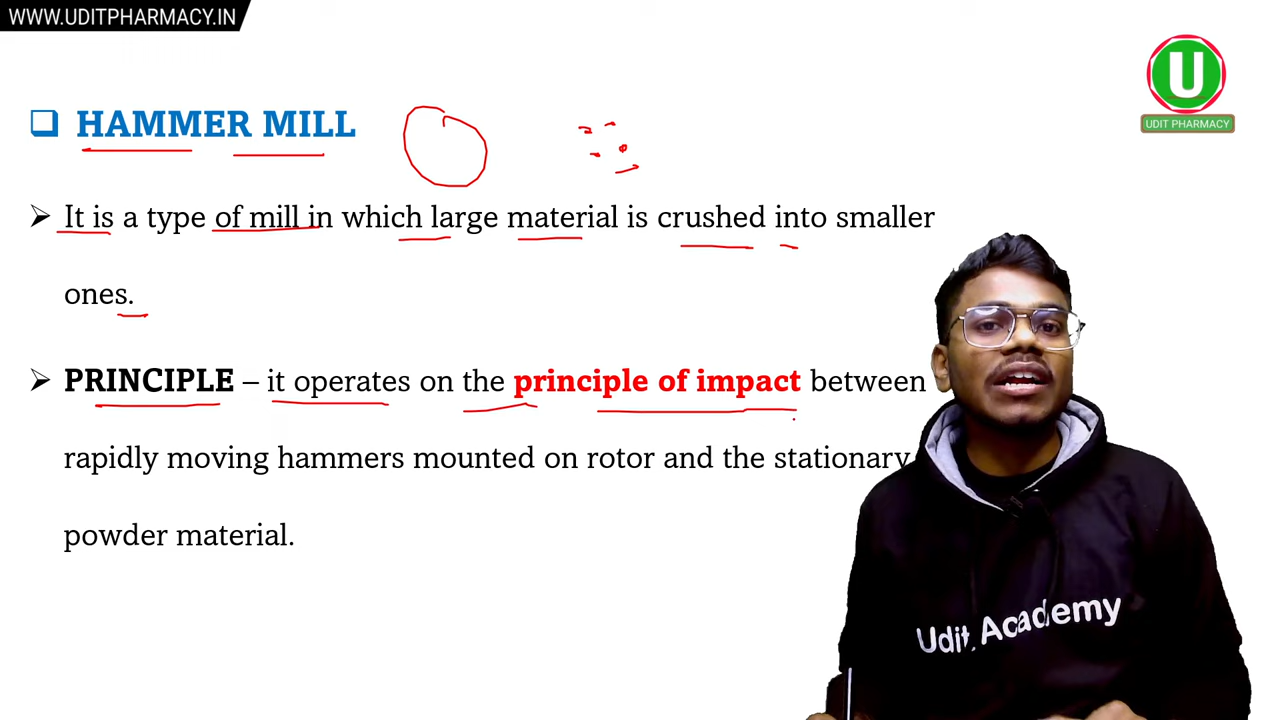 WWW.UDITPHARMACY.IN
U
UDIT PHARMACY
❑ HAMMER MILL
➢ It is a type of mill in which large material is crushed into smaller
ones.
➢ PRINCIPLE – it operates on the principle of impact between
rapidly moving hammers mounted on rotor and the stationary
powder material.
Udit Academy